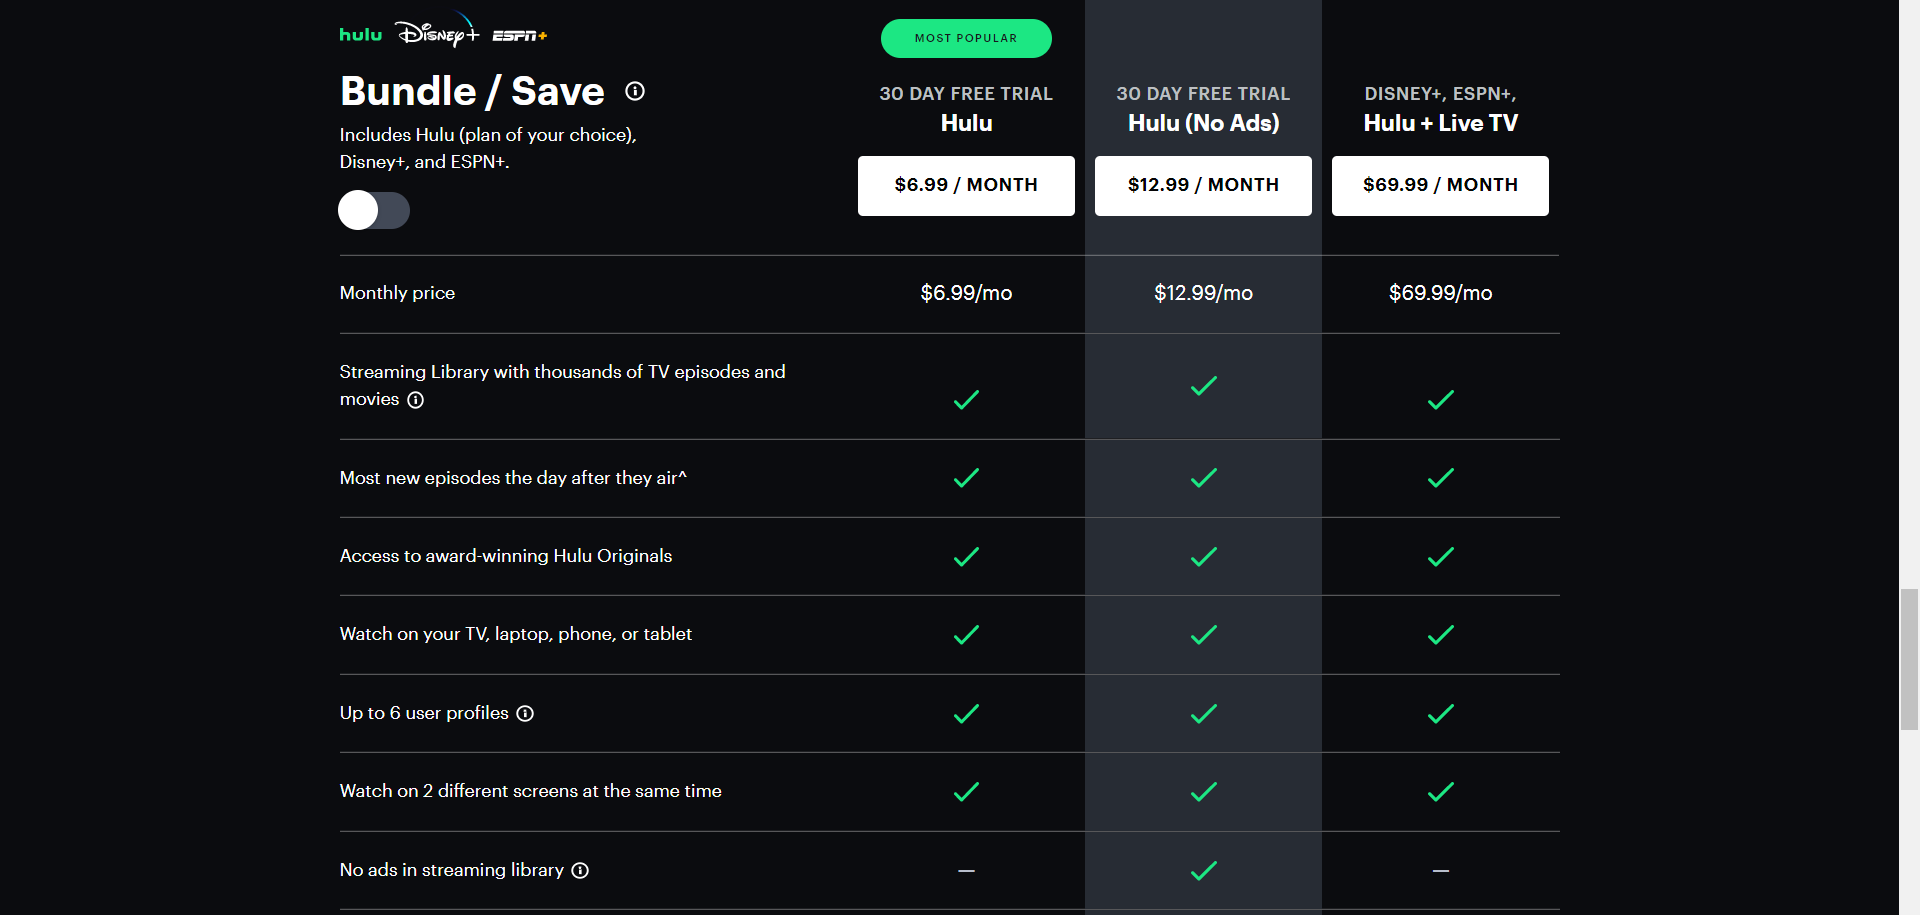 hulu Disney+ ESPN+
Bundle / Save
Includes Hulu (plan of your choice),
Disney+, and ESPN+.
MOST POPULAR
30 DAY FREE TRIAL
Hulu
$6.99 / MONTH
30 DAY FREE TRIAL
Hulu (No Ads)
$12.99 / MONTH
DISNEY+, ESPN+,
Hulu + Live TV
$69.99 / MONTH
Monthly price $6.99/mo $12.99/mo $69.99/mo
Streaming Library with thousands of TV episodes and
movies
Most new episodes the day after they air^
Access to award-winning Hulu Originals
Watch on your TV, laptop, phone, or tablet
Up to 6 user profiles
Watch on 2 different screens at the same time
No ads in streaming library — —